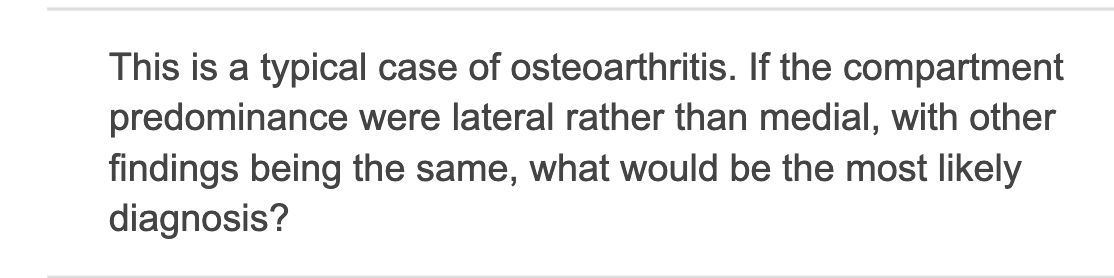 This is a typical case of osteoarthritis. If the compartment
predominance were lateral rather than medial, with other
findings being the same, what would be the most likely
diagnosis?